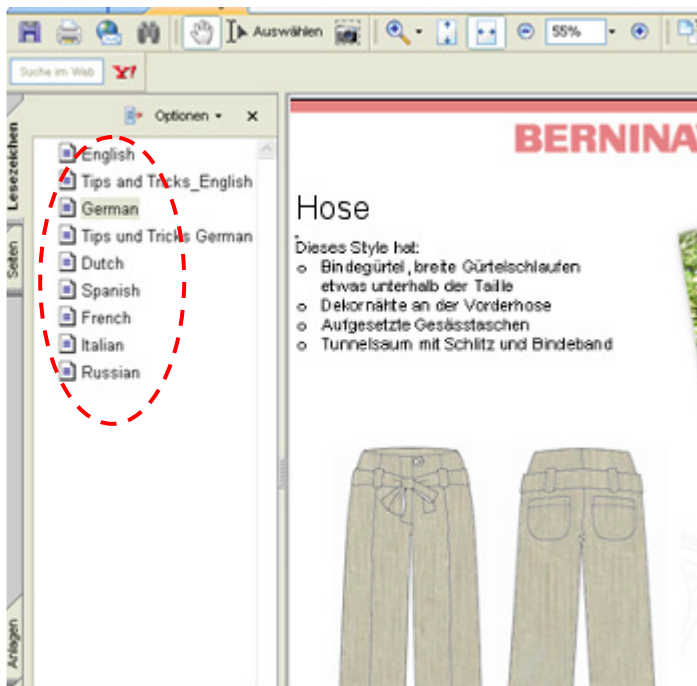 Auswählen
55%
Suche im Web
Y!
Optionen
x
Lesezeichen
Seiten
Anlagen
English
Tips and Tricks_English
German
Tips und Tricks German
Dutch
Spanish
French
Italian
Russian
BERNINA
Hose
Dieses Style hat:
o Bindegürtel, breite Gürtelschlaufen
etwas unterhalb der Taille
o Dekornähte an der Vorderhose
o Aufgesetzte Gesässtaschen
o Tunnelsaum mit Schlitz und Bindeband